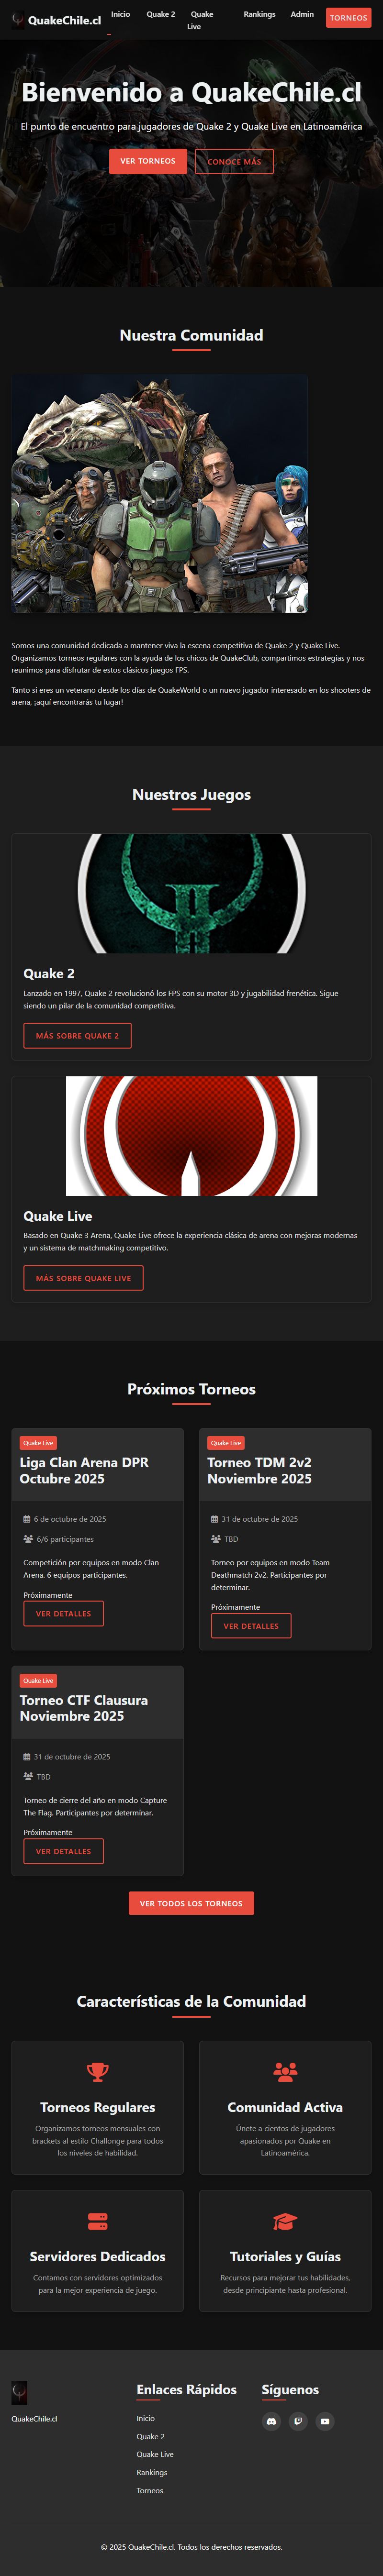 QuakeChile.cl
Inicio
Quake 2
Quake
Live
Rankings
Admin
TORNEOS
Bienvenido a QuakeChile.cl
El punto de encuentro para jugadores de Quake 2 y Quake Live en Latinoamérica
VER TORNEOS
CONOCE MÁS
Nuestra Comunidad
Somos una comunidad dedicada a mantener viva la escena competitiva de Quake 2 y Quake Live.
Organizamos torneos regulares con la ayuda de los chicos de QuakeClub, compartimos estrategias y nos
reunimos para disfrutar de estos clásicos juegos FPS.
Tanto si eres un veterano desde los días de QuakeWorld o un nuevo jugador interesado en los shooters de
arena, ¡aquí encontrarás tu lugar!
Nuestros Juegos
Quake 2
Lanzado en 1997, Quake 2 revolucionó los FPS con su motor 3D y jugabilidad frenética. Sigue
siendo un pilar de la comunidad competitiva.
MÁS SOBRE QUAKE 2
Quake Live
Basado en Quake 3 Arena, Quake Live ofrece la experiencia clásica de arena con mejoras modernas
y un sistema de matchmaking competitivo.
MÁS SOBRE QUAKE LIVE
Próximos Torneos
Quake Live
Liga Clan Arena DPR
Octubre 2025
6 de octubre de 2025
6/6 participantes
Competición por equipos en modo Clan
Arena. 6 equipos participantes.
Próximamente
VER DETALLES
Quake Live
Torneo TDM 2v2
Noviembre 2025
31 de octubre de 2025
TBD
Torneo por equipos en modo Team
Deathmatch 2v2. Participantes por
determinar.
Próximamente
VER DETALLES
Quake Live
Torneo CTF Clausura
Noviembre 2025
31 de octubre de 2025
TBD
Torneo de cierre del año en modo Capture
The Flag. Participantes por determinar.
Próximamente
VER DETALLES
VER TODOS LOS TORNEOS
Características de la Comunidad
Torneos Regulares
Organizamos torneos mensuales con
brackets al estilo Challonge para todos
los niveles de habilidad.
Comunidad Activa
Únete a cientos de jugadores
apasionados por Quake en
Latinoamérica.
Servidores Dedicados
Contamos con servidores optimizados
para la mejor experiencia de juego.
Tutoriales y Guías
Recursos para mejorar tus habilidades,
desde principiante hasta profesional.
QuakeChile.cl
Enlaces Rápidos
Inicio
Quake 2
Quake Live
Rankings
Torneos
Síguenos
© 2025 QuakeChile.cl. Todos los derechos reservados.